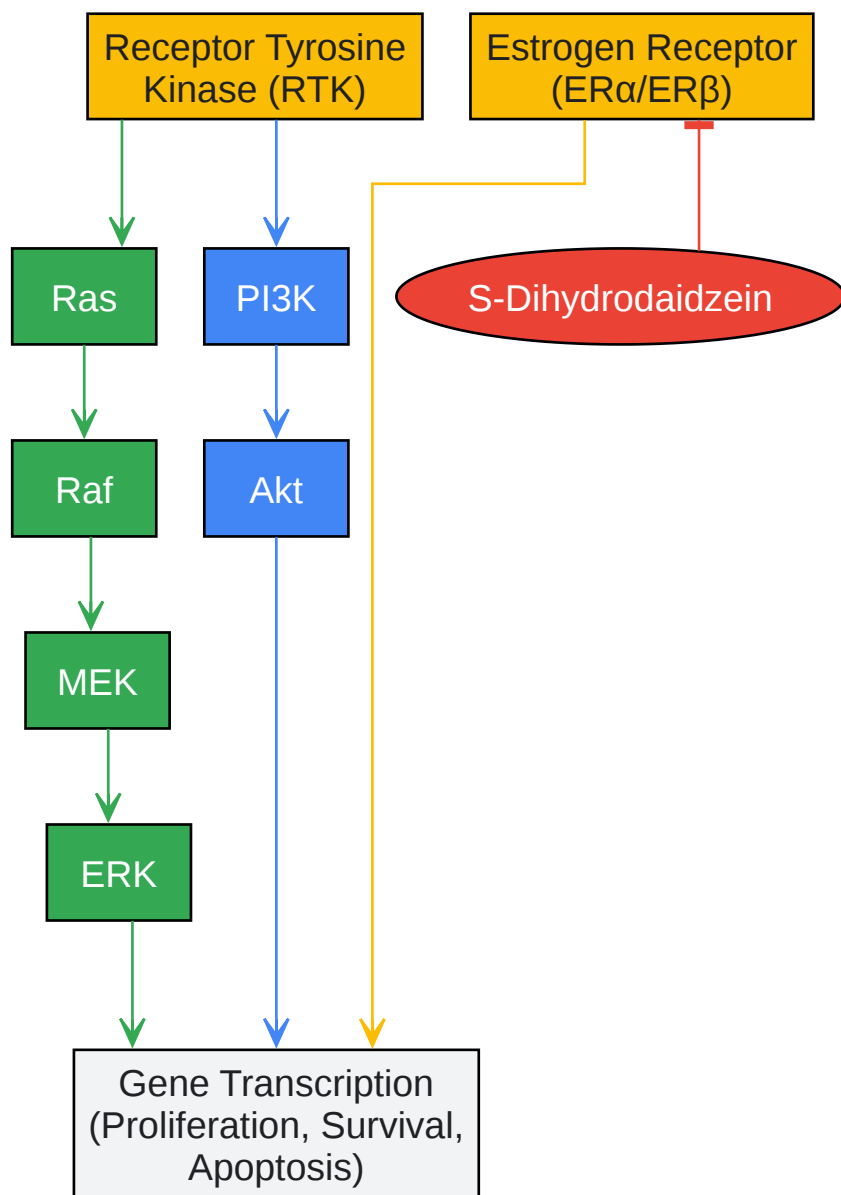 Receptor Tyrosine
Kinase (RTK)
Estrogen Receptor
(ERα/ERβ)
Ras
PI3K
S-Dihydrodaidzein
Raf
Akt
MEK
ERK
Gene Transcription
(Proliferation, Survival,
Apoptosis)